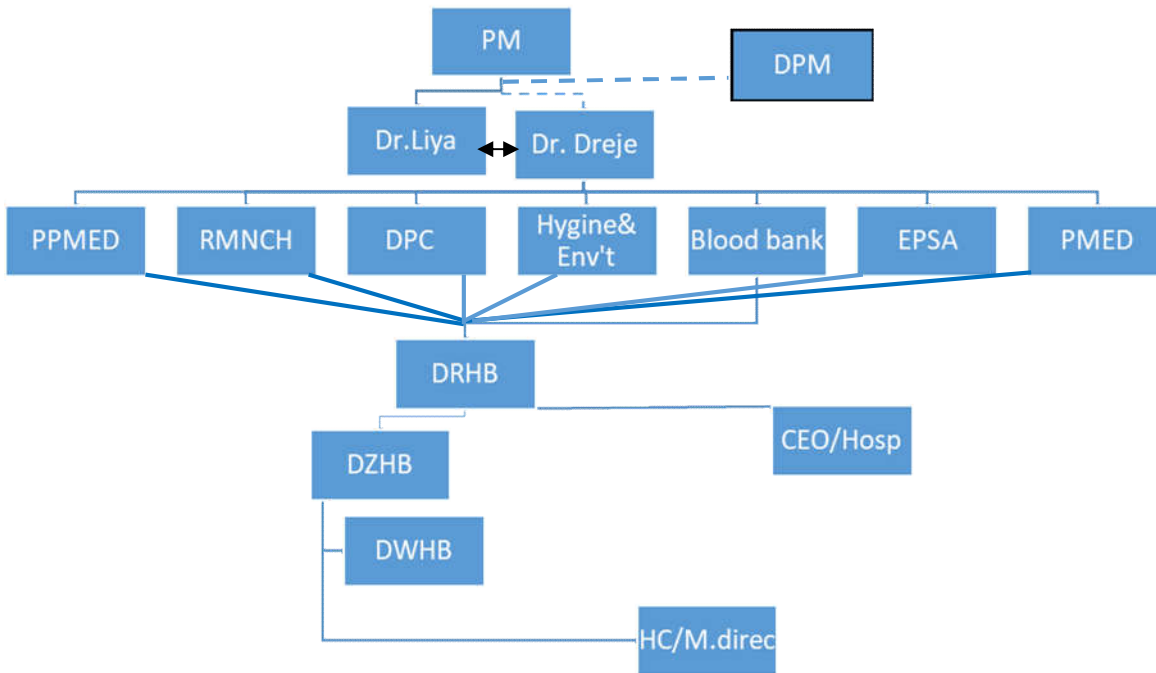 PM
DPM
Dr.Liya
Dr. Dreje
PPMED
RMNCH
DPC
Hygine&
Env't
Blood bank
EPSA
PMED
DRHB
CEO/Hosp
DZHB
DWHB
HC/M.direc